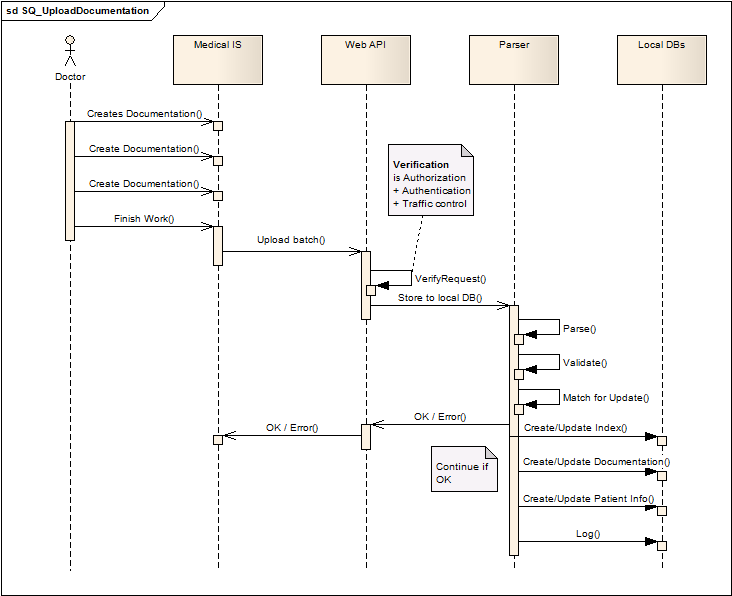 sd SQ_UploadDocumentation
Medical IS
Web API
Parser
Local DBs
Doctor
Creates Documentation()
Create Documentation()
Verification
is Authorization
+ Authentication
+ Traffic control
Create Documentation()
Finish Work()
Upload batch()
VerifyRequest()
Store to local DB()
Parse()
Validate()
Match for Update()
OK / Error()
OK / Error()
Create/Update Index()
Continue if
OK
Create/Update Documentation()
Create/Update Patient Info()
Log()